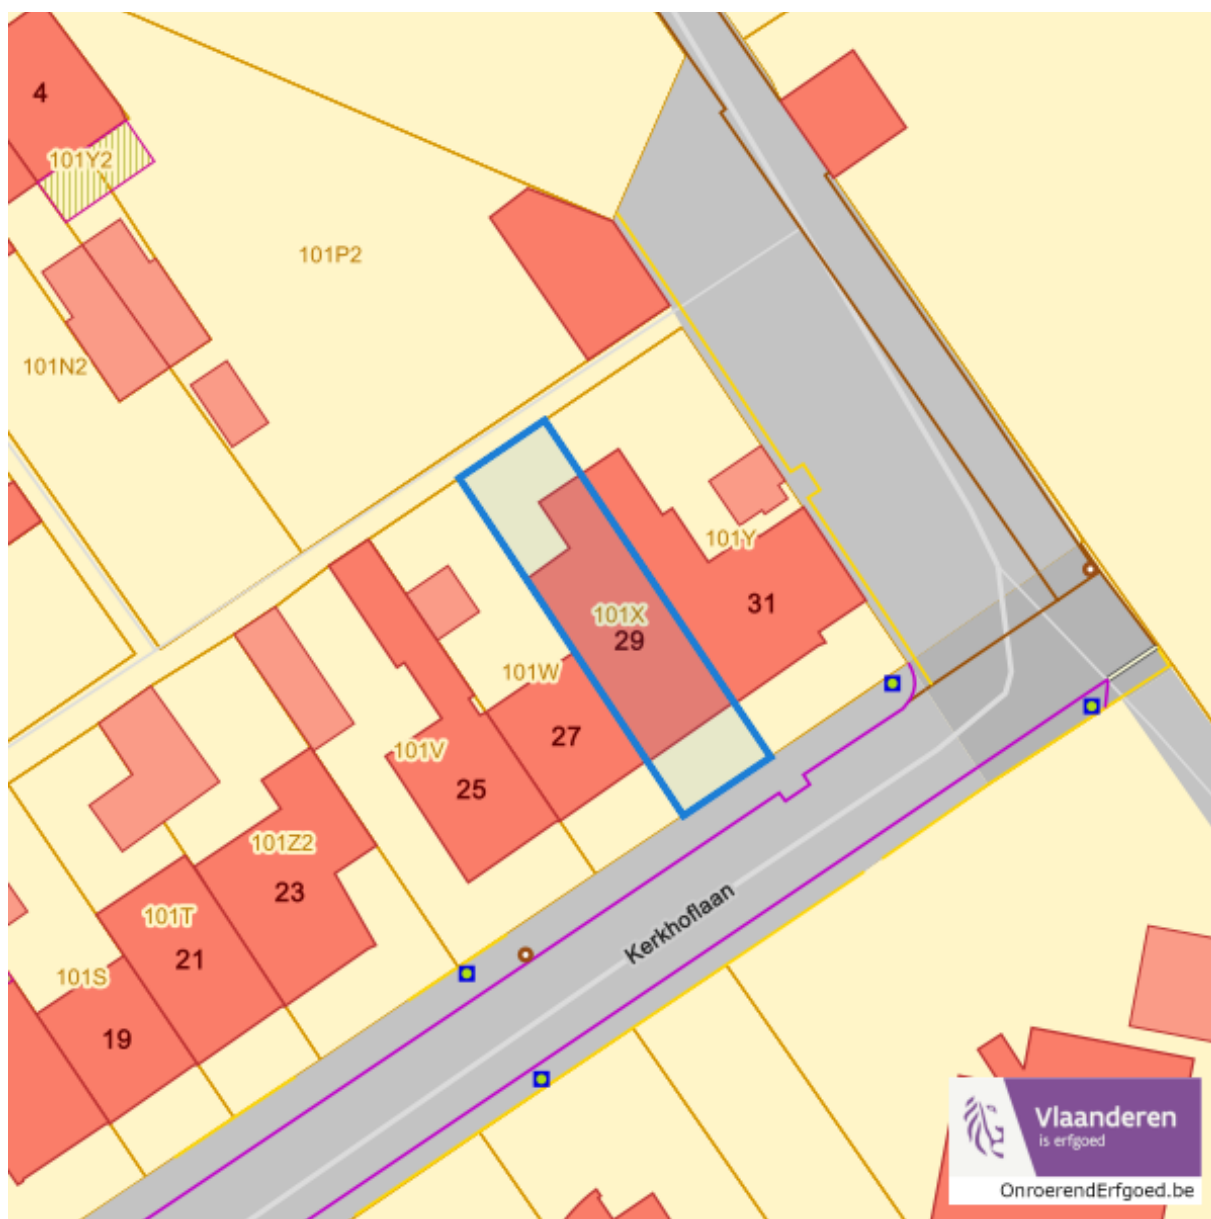 4
101Y2
101P2
101N2
101Y
31
101X
29
101W
27
101V
25
101Z2
23
101T
21
101S
19
Kerkhoflaan
Vlaanderen
is erfgoed
OnroerendErfgoed.be